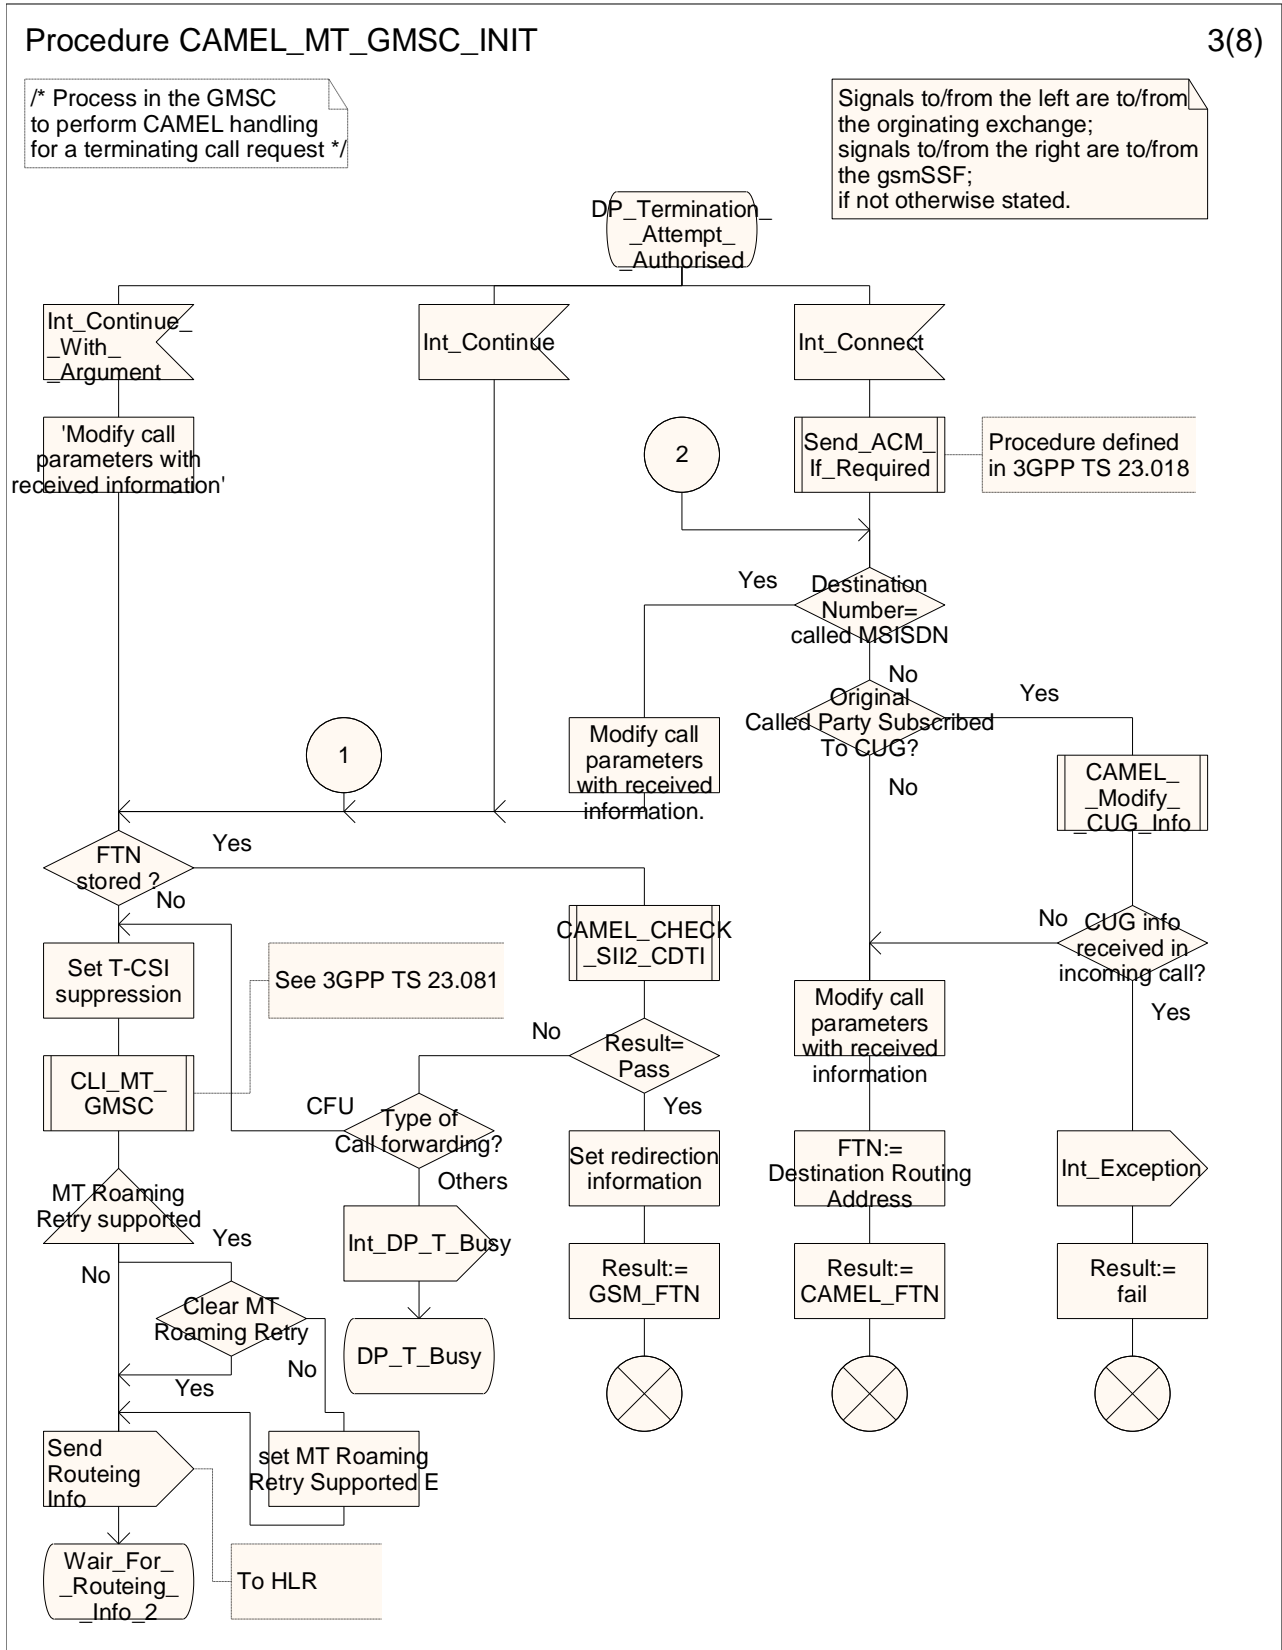 Procedure CAMEL_MT_GMSC_INIT
3(8)
/* Process in the GMSC
to perform CAMEL handling
for a terminating call request */
Signals to/from the left are to/from
the orginating exchange;
signals to/from the right are to/from
the gsmSSF;
if not otherwise stated.
DP_Termination_
_Attempt_
_Authorised
Int_Continue_
_With_
_Argument
Int_Continue
Int_Connect
'Modify call
parameters with
received information'
2
Send_ACM_
If_Required
Procedure defined
in 3GPP TS 23.018
Yes
Destination
Number=
called MSISDN
No
Original
Called Party Subscribed
To CUG?
Yes
No
1
Modify call
parameters
with received
information.
CAMEL_
_Modify_
_CUG_Info
FTN
stored ?
Yes
No
CAMEL_CHECK
_SII2_CDTI
No
CUG info
received in
incoming call?
Yes
Set T-CSI
suppression
See 3GPP TS 23.081
Modify call
parameters
with received
information
No
Result=
Pass
Yes
CLI_MT_
GMSC
CFU
Type of
Call forwarding?
Others
Set redirection
information
FTN:=
Destination Routing
Address
Int_Exception
MT Roaming
Retry supported
Yes
No
Int_DP_T_Busy
Result:=
GSM_FTN
Result:=
CAMEL_FTN
Result:=
fail
Clear MT
Roaming Retry
No
Yes
DP_T_Busy
Send
Routeing
Info
set MT Roaming
Retry Supported E
Wair_For_
_Routeing_
_Info_2
To HLR